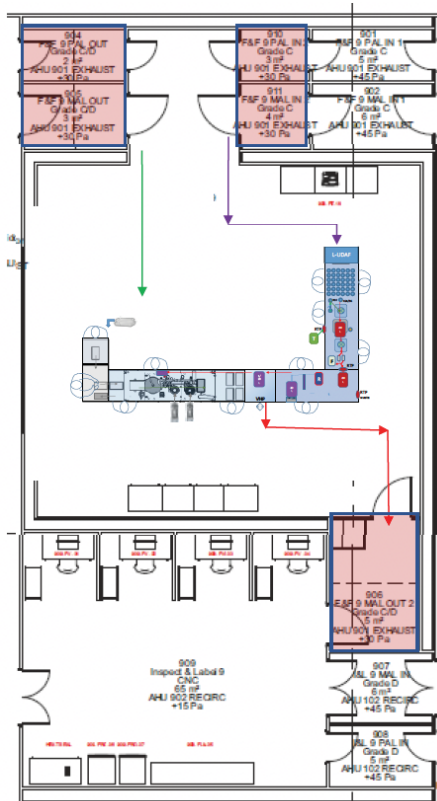 904
F&F 9 PAL OUT
Grade C/D
2 m²
AHU 901 EXHAUST
+30 Pa
905
F&F 9 MAL OUT
Grade C/D
3 m²
AHU 901 EXHAUST
+30 Pa
910
F&F 9 PAL IN 2
Grade C
3 m²
AHU 901 EXHAUST
+30 Pa
911
F&F 9 MAL IN 2
Grade C
4 m²
AHU 901 EXHAUST
+30 Pa
901
F&F 9 PAL IN 1
Grade C
5 m²
AHU 901 EXHAUST
+45 Pa
902
F&F 9 MAL IN 1
Grade C
6 m²
AHU 901 EXHAUST
+45 Pa
L-UDAF
VHP
906
F&F 9 MAL OUT 2
Grade C/D
5 m²
AHU 901 EXHAUST
909
Inspect & Label 9
CNC
65 m²
AHU 902 RECIRC
+15 Pa
907
I&L 9 MAL IN
Grade D
6 m²
AHU 102 RECIRC
+45 Pa
908
I&L 9 PAL IN
Grade D
5 m²
AHU 102 RECIRC
+45 Pa